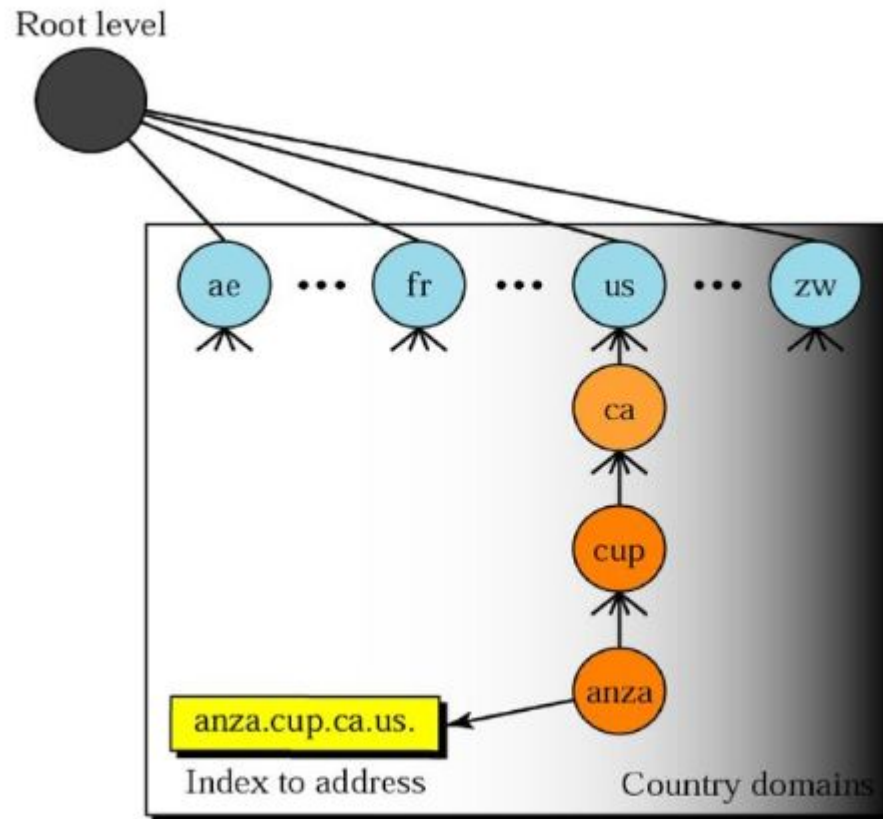 Root level
ae ••• fr ••• us ••• zw
ca
cup
anza
anza.cup.ca.us.
Index to address
Country domains